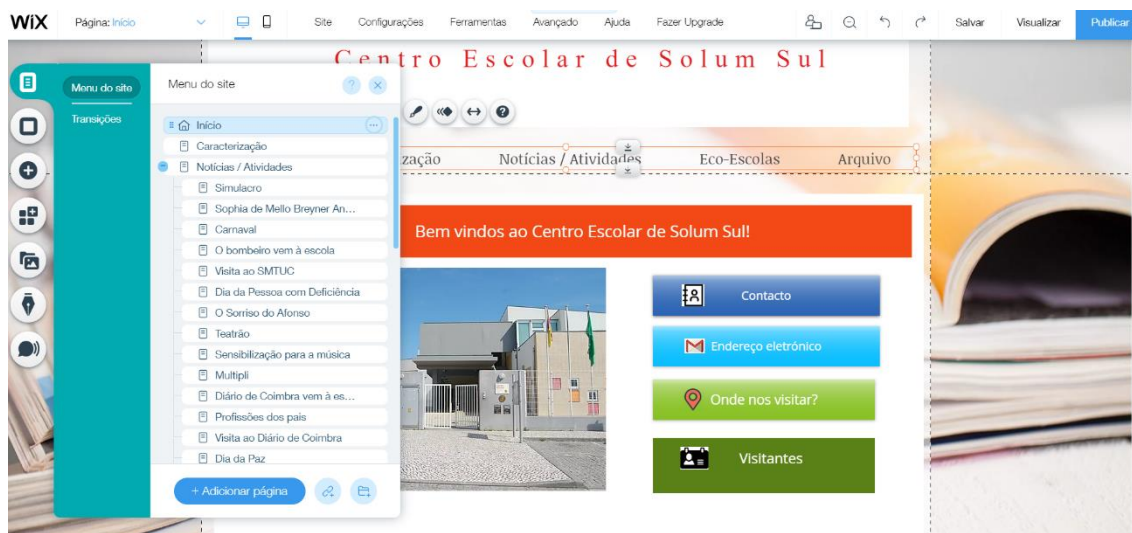 WiX Página: Início Site Configurações Ferramentas Avançado Ajuda Fazer Upgrade Salvar Visualizar Publicar
Centro Escolar de Solum Sul
Menu do site
Transições
Menu do site ?
Início
Caracterização
Notícias / Atividades
Simulacro
Sophia de Mello Breyner An...
Carnaval
O bombeiro vem à escola
Visita ao SMTUC
Dia da Pessoa com Deficiência
O Sorriso do Afonso
Teatrão
Sensibilização para a música
Multipli
Diário de Coimbra vem à es...
Profissões dos pais
Visita ao Diário de Coimbra
Dia da Paz
+ Adicionar página
zação Notícias / Atividades Eco-Escolas Arquivo
Bem vindos ao Centro Escolar de Solum Sul!
Contacto
Endereço eletrónico
Onde nos visitar?
Visitantes